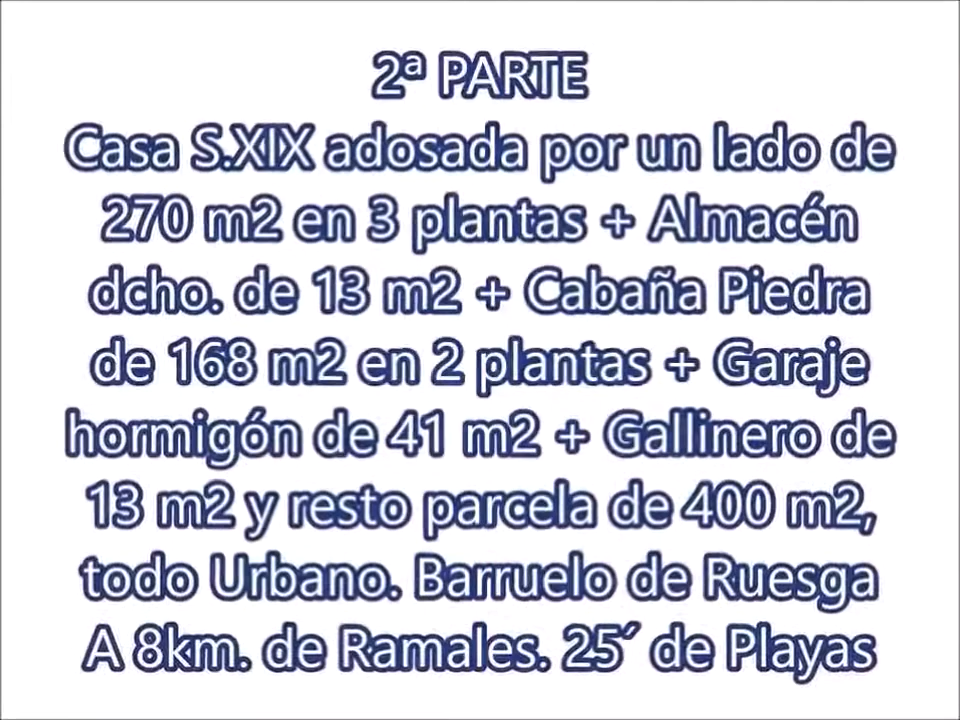 2ª PARTE
Casa S.XIX adosada por un lado de
270 m2 en 3 plantas + Almacén
dcho. de 13 m2 + Cabaña Piedra
de 168 m2 en 2 plantas + Garaje
hormigón de 41 m2 + Gallinero de
13 m2 y resto parcela de 400 m2,
todo Urbano. Barruelo de Ruesga
A 8km. de Ramales. 25´ de Playas